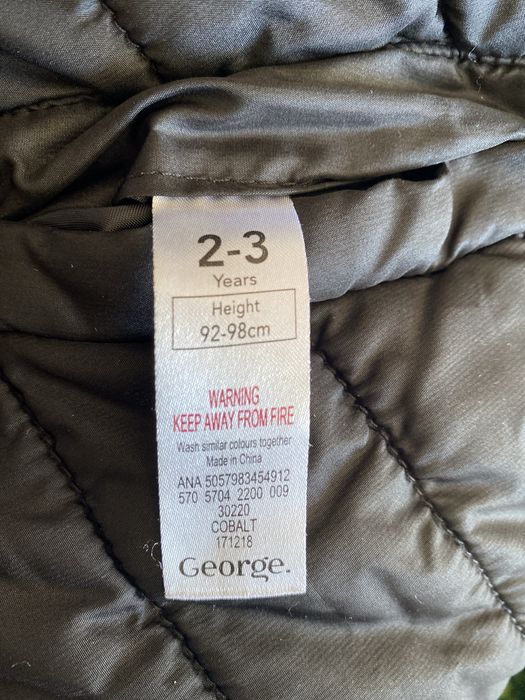 2-3
Years
Height
92-98cm
WARNING
KEEP AWAY FROM FIRE
Wash similar colours together
Made in China
ANA 5057983454912
570 5704 2200 009
30220
COBALT
171218
George.